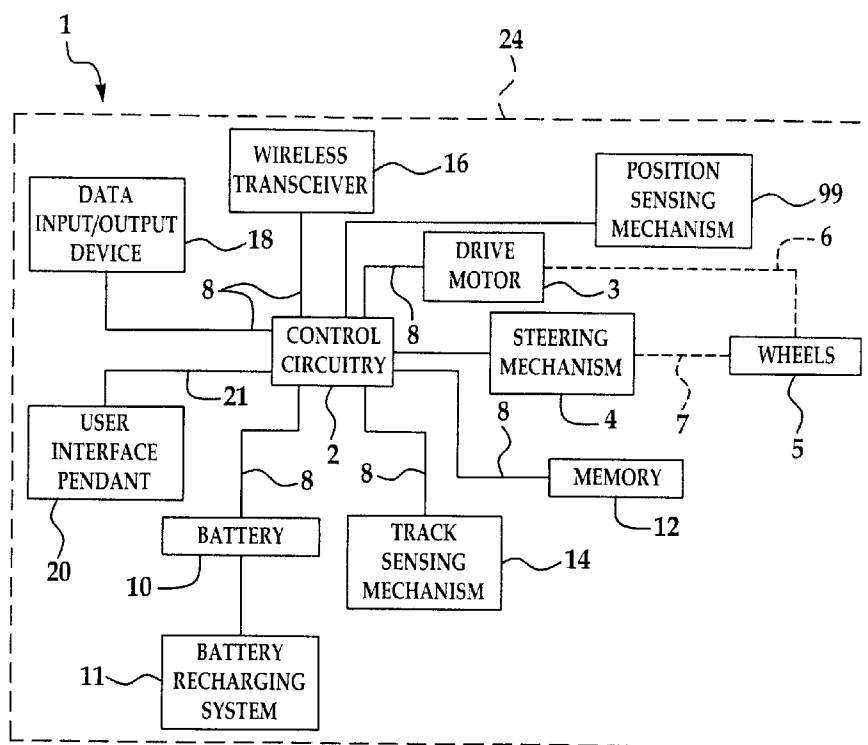 1
24
WIRELESS
TRANSCEIVER
16
POSITION
SENSING
MECHANISM
99
DATA
INPUT/OUTPUT
DEVICE
18
DRIVE
MOTOR
3
6
8
8
CONTROL
CIRCUITRY
2
STEERING
MECHANISM
4
7
WHEELS
5
21
USER
INTERFACE
PENDANT
20
8
8
8
MEMORY
12
BATTERY
10
TRACK
SENSING
MECHANISM
14
11
BATTERY
RECHARGING
SYSTEM